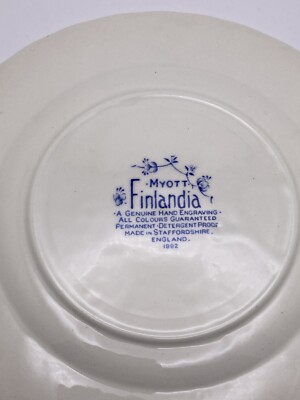 · MYOTT ·
Finlandia
· A GENUINE HAND ENGRAVING ·
ALL COLOURS GUARANTEED
PERMANENT · DETERGENT PROOF
MADE IN STAFFORDSHIRE,
ENGLAND.
1982